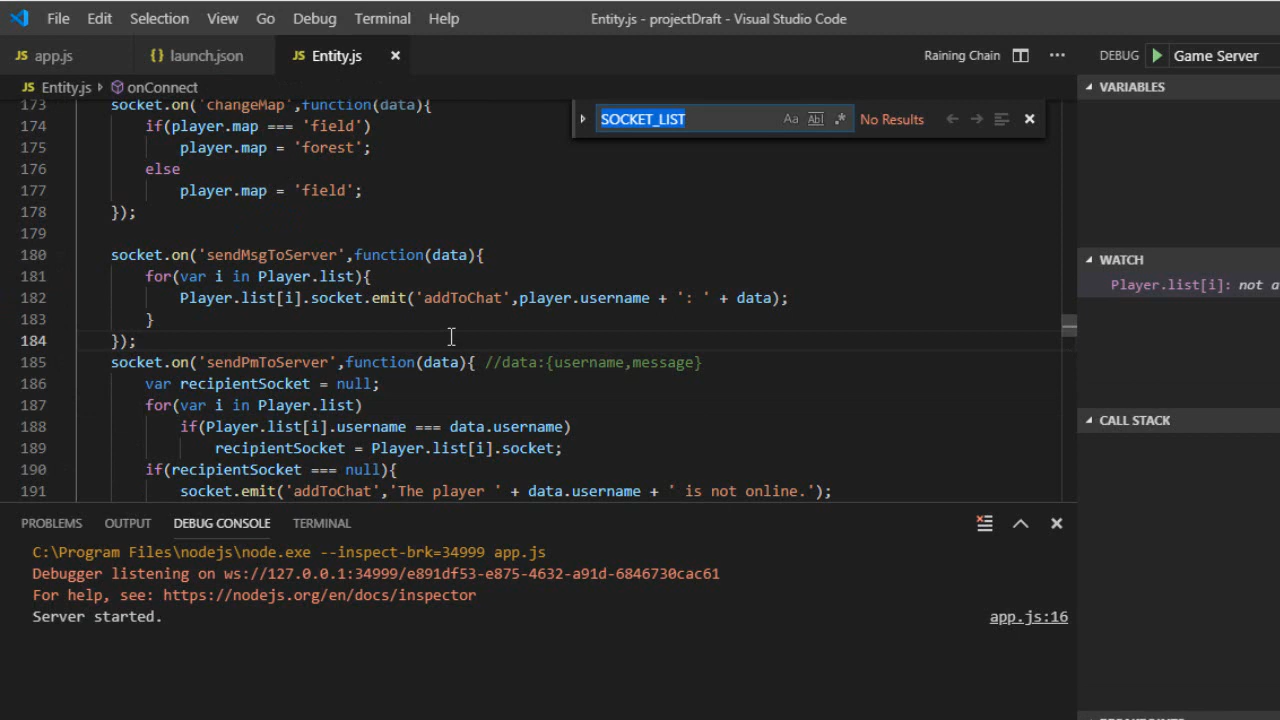 File Edit Selection View Go Debug Terminal Help Entity.js - projectDraft - Visual Studio Code
JS app.js {} launch.json JS Entity.js Raining Chain DEBUG Game Server
JS Entity.js onConnect VARIABLES
173 socket.on('changeMap',function(data){
SOCKET_LIST Aa Abl .* No Results
174 if(player.map === 'field')
175 player.map = 'forest';
176 else
177 player.map = 'field';
178 });
179
180 socket.on('sendMsgToServer',function(data){
WATCH
181 for(var i in Player.list){
Player.list[i]: not a
182 Player.list[i].socket.emit('addToChat',player.username + ': ' + data);
183 }
184 });
185 socket.on('sendPmToServer',function(data){ //data:{username,message}
186 var recipientSocket = null;
187 for(var i in Player.list)
CALL STACK
188 if(Player.list[i].username === data.username)
189 recipientSocket = Player.list[i].socket;
190 if(recipientSocket === null){
191 socket.emit('addToChat','The player ' + data.username + ' is not online.');
PROBLEMS OUTPUT DEBUG CONSOLE TERMINAL
C:\Program Files\nodejs\node.exe --inspect-brk=34999 app.js
Debugger listening on ws://127.0.0.1:34999/e891df53-e875-4632-a91d-6846730cac61
For help, see: https://nodejs.org/en/docs/inspector
Server started. app.js:16